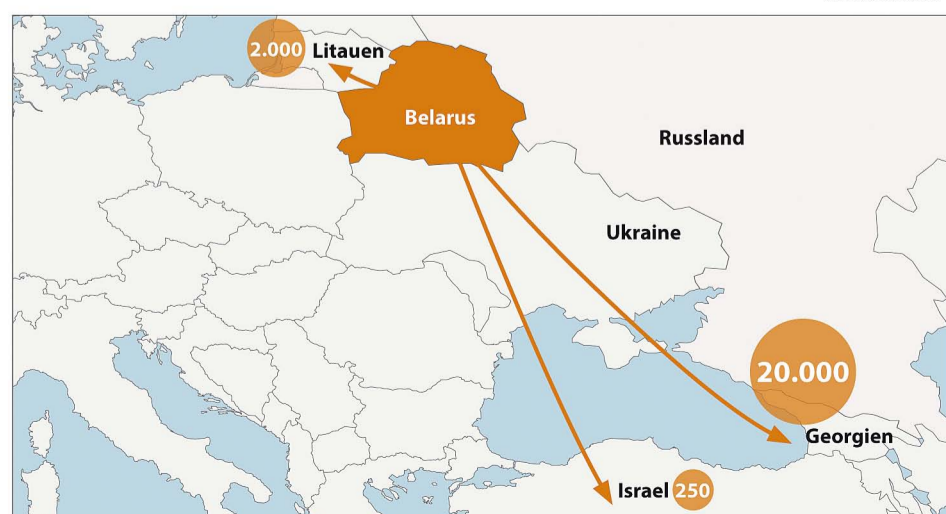 2.000 Litauen
Belarus
Russland
Ukraine
20.000
Georgien
Israel 250